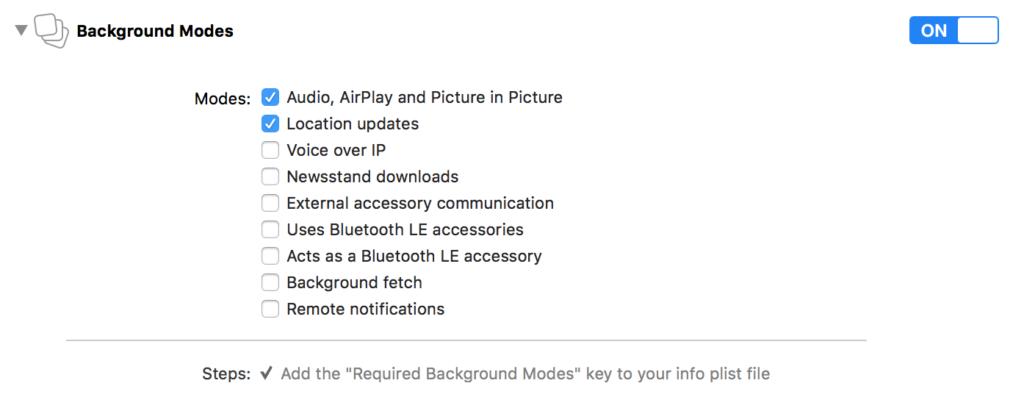 Background Modes ON
Modes: Audio, AirPlay and Picture in Picture
Location updates
Voice over IP
Newsstand downloads
External accessory communication
Uses Bluetooth LE accessories
Acts as a Bluetooth LE accessory
Background fetch
Remote notifications
Steps: ✓ Add the "Required Background Modes" key to your info plist file